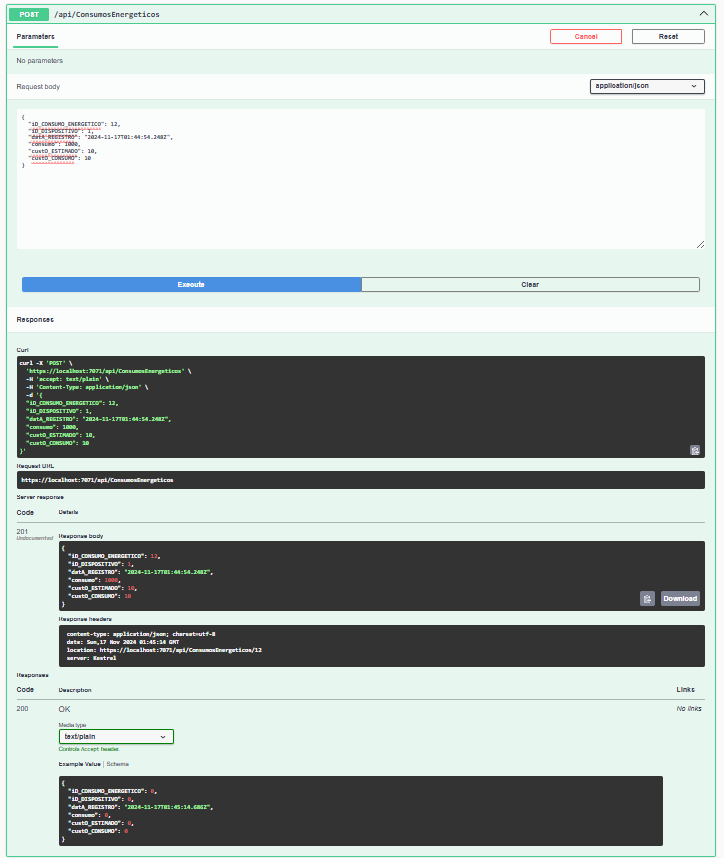 POST /api/ConsumosEnergeticos
Parameters
Cancel
Reset
No parameters
Request body
application/json
{
"iD_CONSUMO_ENERGETICO": 12,
"iD_DISPOSITIVO": 1,
"datA_REGISTRO": "2024-11-17T01:44:54.248Z",
"consumo": 1000,
"custO_ESTIMADO": 10,
"custO_CONSUMO": 10
}
Execute
Clear
Responses
Curl
curl -X 'POST' \
'https://localhost:7071/api/ConsumosEnergeticos' \
-H 'accept: text/plain' \
-H 'Content-Type: application/json' \
-d '{
"iD_CONSUMO_ENERGETICO": 12,
"iD_DISPOSITIVO": 1,
"datA_REGISTRO": "2024-11-17T01:44:54.248Z",
"consumo": 1000,
"custO_ESTIMADO": 10,
"custO_CONSUMO": 10
}'
Request URL
https://localhost:7071/api/ConsumosEnergeticos
Server response
Code Details
201
Undocumented
Response body
{
"iD_CONSUMO_ENERGETICO": 12,
"iD_DISPOSITIVO": 1,
"datA_REGISTRO": "2024-11-17T01:44:54.248Z",
"consumo": 1000,
"custO_ESTIMADO": 10,
"custO_CONSUMO": 10
}
Download
Response headers
content-type: application/json; charset=utf-8
date: Sun,17 Nov 2024 01:45:14 GMT
location: https://localhost:7071/api/ConsumosEnergeticos/12
server: Kestrel
Responses
Code Description Links
200 OK No links
Media type
text/plain
Controls Accept header.
Example Value | Schema
{
"iD_CONSUMO_ENERGETICO": 0,
"iD_DISPOSITIVO": 0,
"datA_REGISTRO": "2024-11-17T01:45:14.686Z",
"consumo": 0,
"custO_ESTIMADO": 0,
"custO_CONSUMO": 0
}